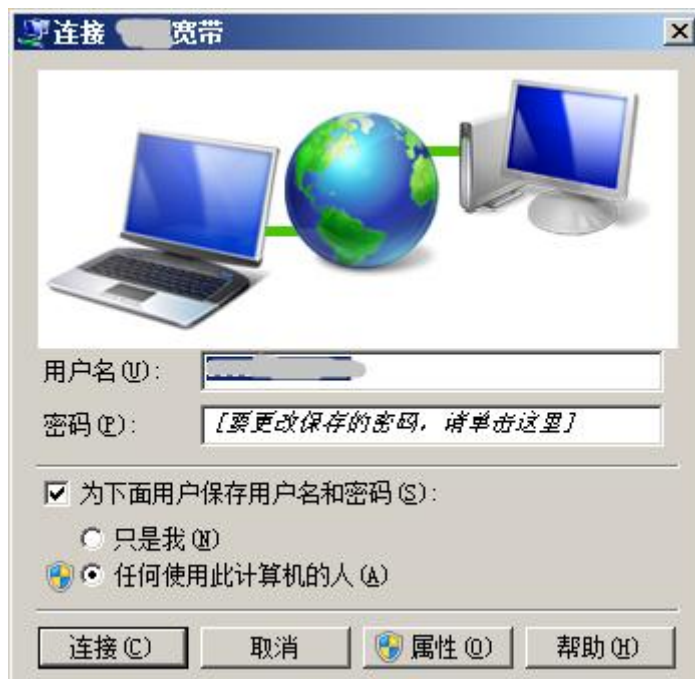 连接 宽带
用户名(U):
密码(P): [要更改保存的密码，请单击这里]
为下面用户保存用户名和密码(S):
只是我(N)
任何使用此计算机的人(A)
连接(C) 取消 属性(O) 帮助(H)